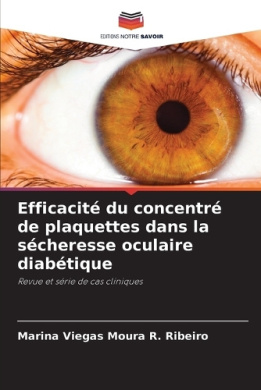 EDITIONS NOTRE SAVOIR
Efficacité du concentré
de plaquettes dans la
sécheresse oculaire
diabétique
Revue et série de cas cliniques
Marina Viegas Moura R. Ribeiro